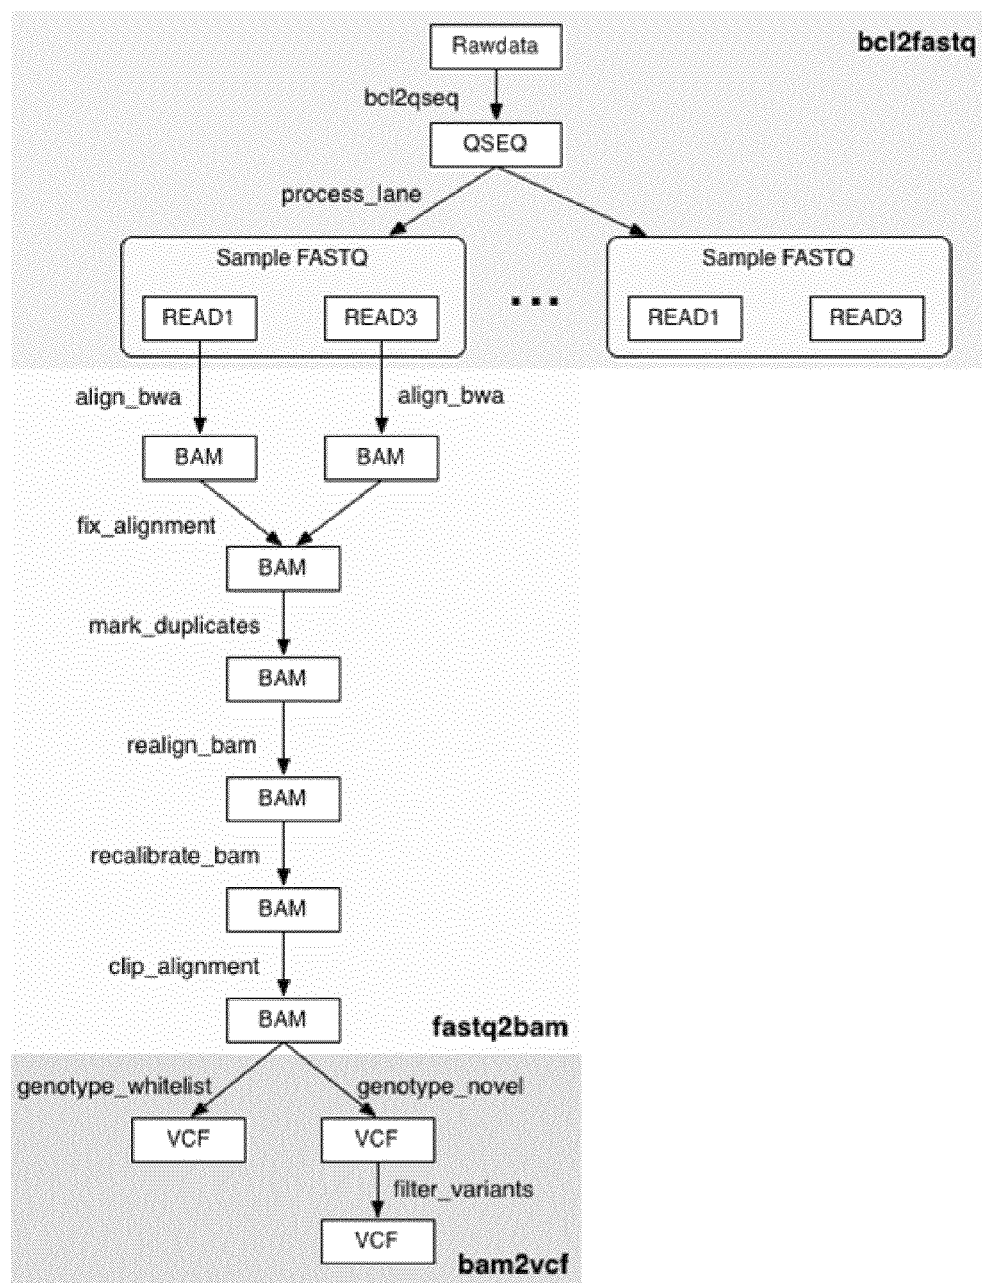 Rawdata
bcl2fastq
bcl2qseq
QSEQ
process_lane
Sample FASTQ
Sample FASTQ
READ1
READ3
...
READ1
READ3
align_bwa
align_bwa
BAM
BAM
fix_alignment
BAM
mark_duplicates
BAM
realign_bam
BAM
recalibrate_bam
BAM
clip_alignment
BAM
fastq2bam
genotype_whitelist
genotype_novel
VCF
VCF
filter_variants
VCF
bam2vcf